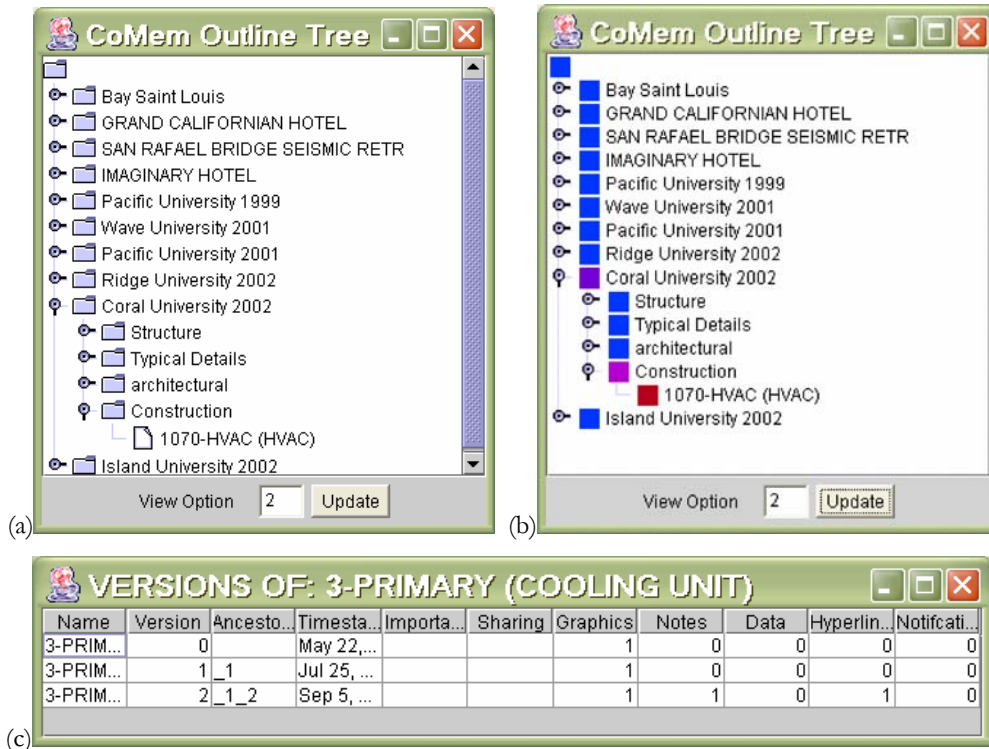 CoMem Outline Tree
Bay Saint Louis
GRAND CALIFORNIAN HOTEL
SAN RAFAEL BRIDGE SEISMIC RETR
IMAGINARY HOTEL
Pacific University 1999
Wave University 2001
Pacific University 2001
Ridge University 2002
Coral University 2002
Structure
Typical Details
architectural
Construction
1070-HVAC (HVAC)
Island University 2002
View Option 2 Update
(a)
CoMem Outline Tree
Bay Saint Louis
GRAND CALIFORNIAN HOTEL
SAN RAFAEL BRIDGE SEISMIC RETR
IMAGINARY HOTEL
Pacific University 1999
Wave University 2001
Pacific University 2001
Ridge University 2002
Coral University 2002
Structure
Typical Details
architectural
Construction
1070-HVAC (HVAC)
Island University 2002
View Option 2 Update
(b)
VERSIONS OF: 3-PRIMARY (COOLING UNIT)
Name Version Ancesto... Timesta... Importa... Sharing Graphics Notes Data Hyperlin... Notifcati...
3-PRIM... 0 May 22,... 1 0 0 0 0
3-PRIM... 1 _1 Jul 25, ... 1 0 0 0 0
3-PRIM... 2 _1_2 Sep 5, ... 1 1 0 1 0
(c)